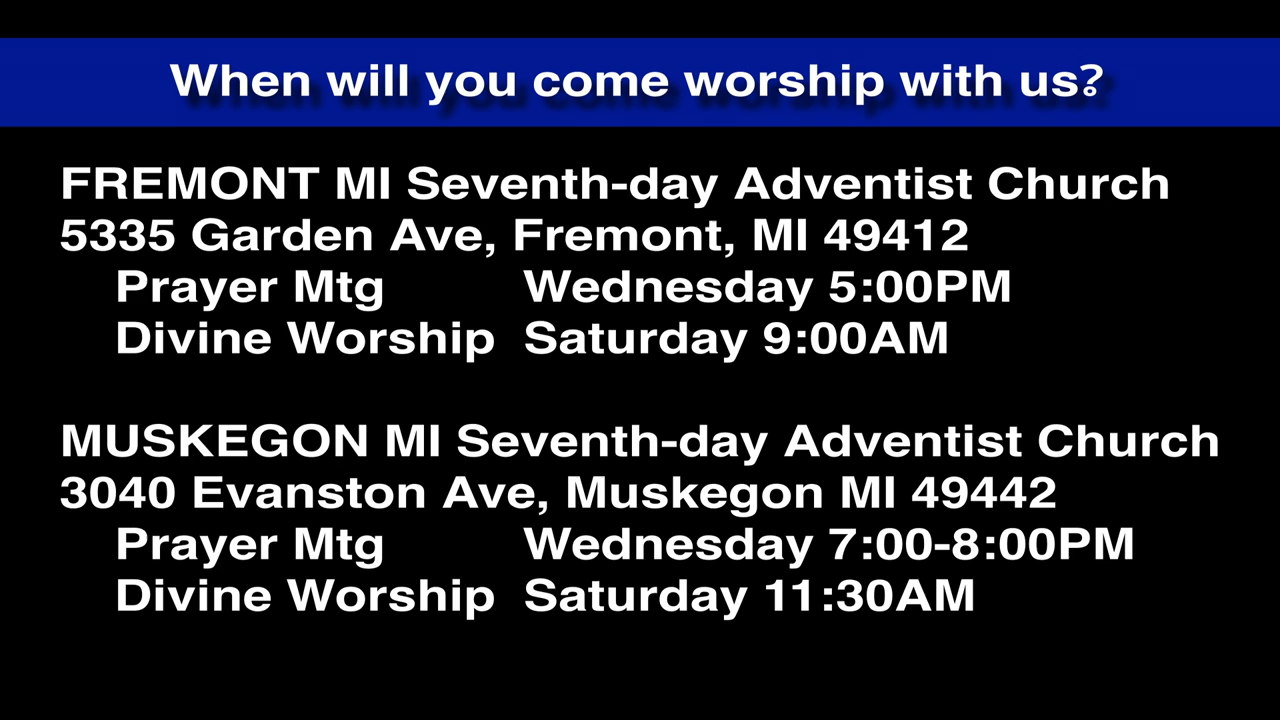 When will you come worship with us?
FREMONT MI Seventh-day Adventist Church
5335 Garden Ave, Fremont, MI 49412
Prayer Mtg Wednesday 5:00PM
Divine Worship Saturday 9:00AM
MUSKEGON MI Seventh-day Adventist Church
3040 Evanston Ave, Muskegon MI 49442
Prayer Mtg Wednesday 7:00-8:00PM
Divine Worship Saturday 11:30AM